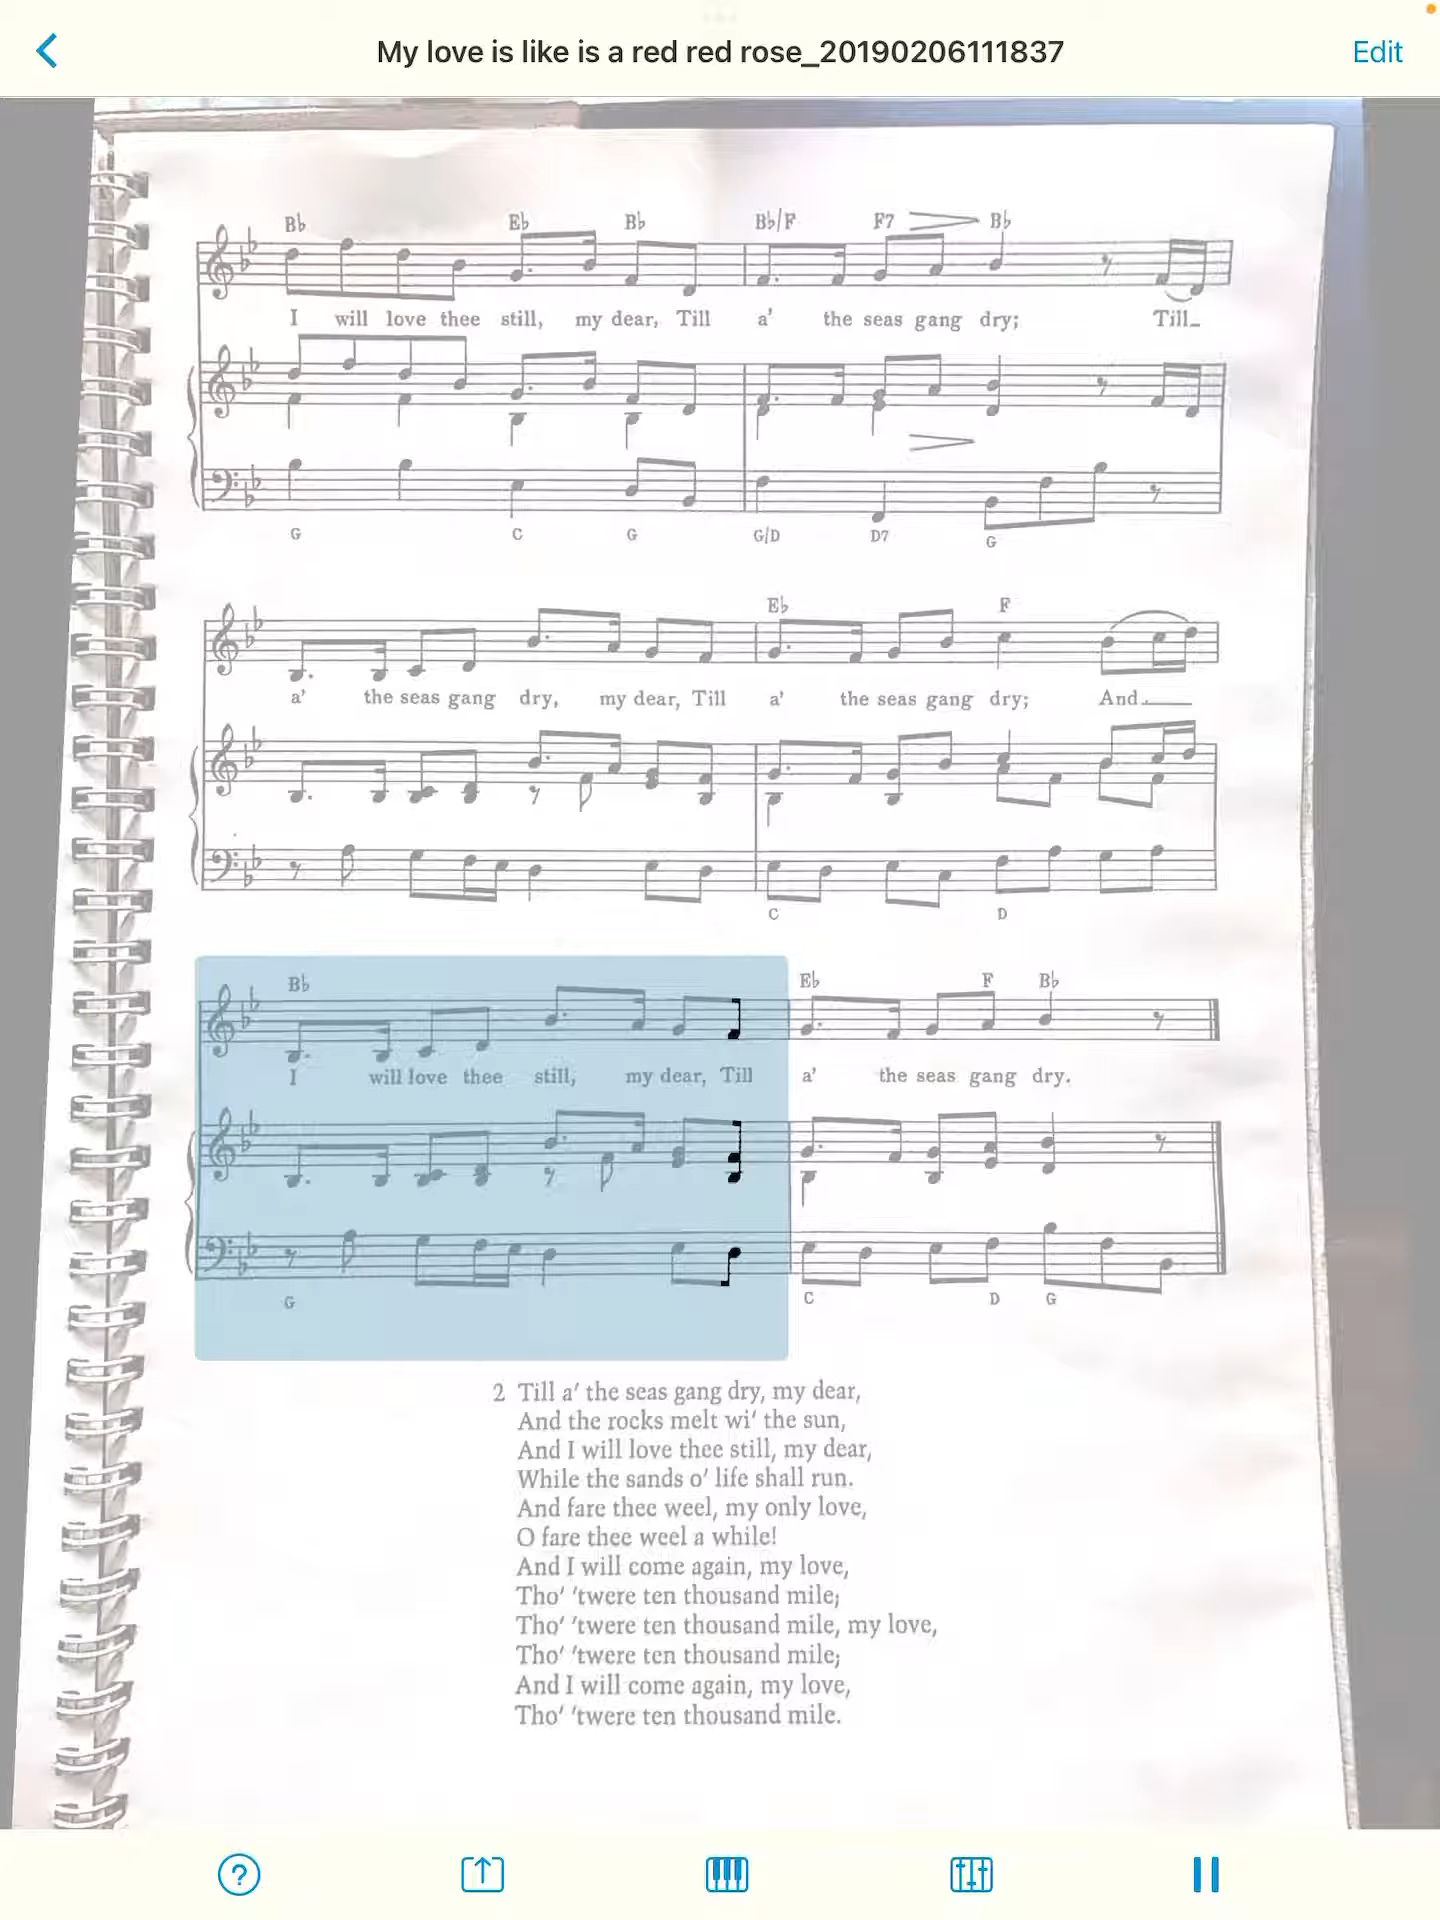 My love is like is a red red rose_20190206111837
Edit
B♭ E♭ B♭ B♭/F F7 B♭
I will love thee still, my dear, Till a' the seas gang dry; Till
G C G G/D D7 G
E♭ F
a' the seas gang dry, my dear, Till a' the seas gang dry; And
C D
B♭ E♭ F B♭
I will love thee still, my dear, Till a' the seas gang dry.
G C D G
2 Till a' the seas gang dry, my dear,
And the rocks melt wi' the sun,
And I will love thee still, my dear,
While the sands o' life shall run.
And fare thee weel, my only love,
O fare thee weel a while!
And I will come again, my love,
Tho' 'twere ten thousand mile;
Tho' 'twere ten thousand mile, my love,
Tho' 'twere ten thousand mile;
And I will come again, my love,
Tho' 'twere ten thousand mile.
?